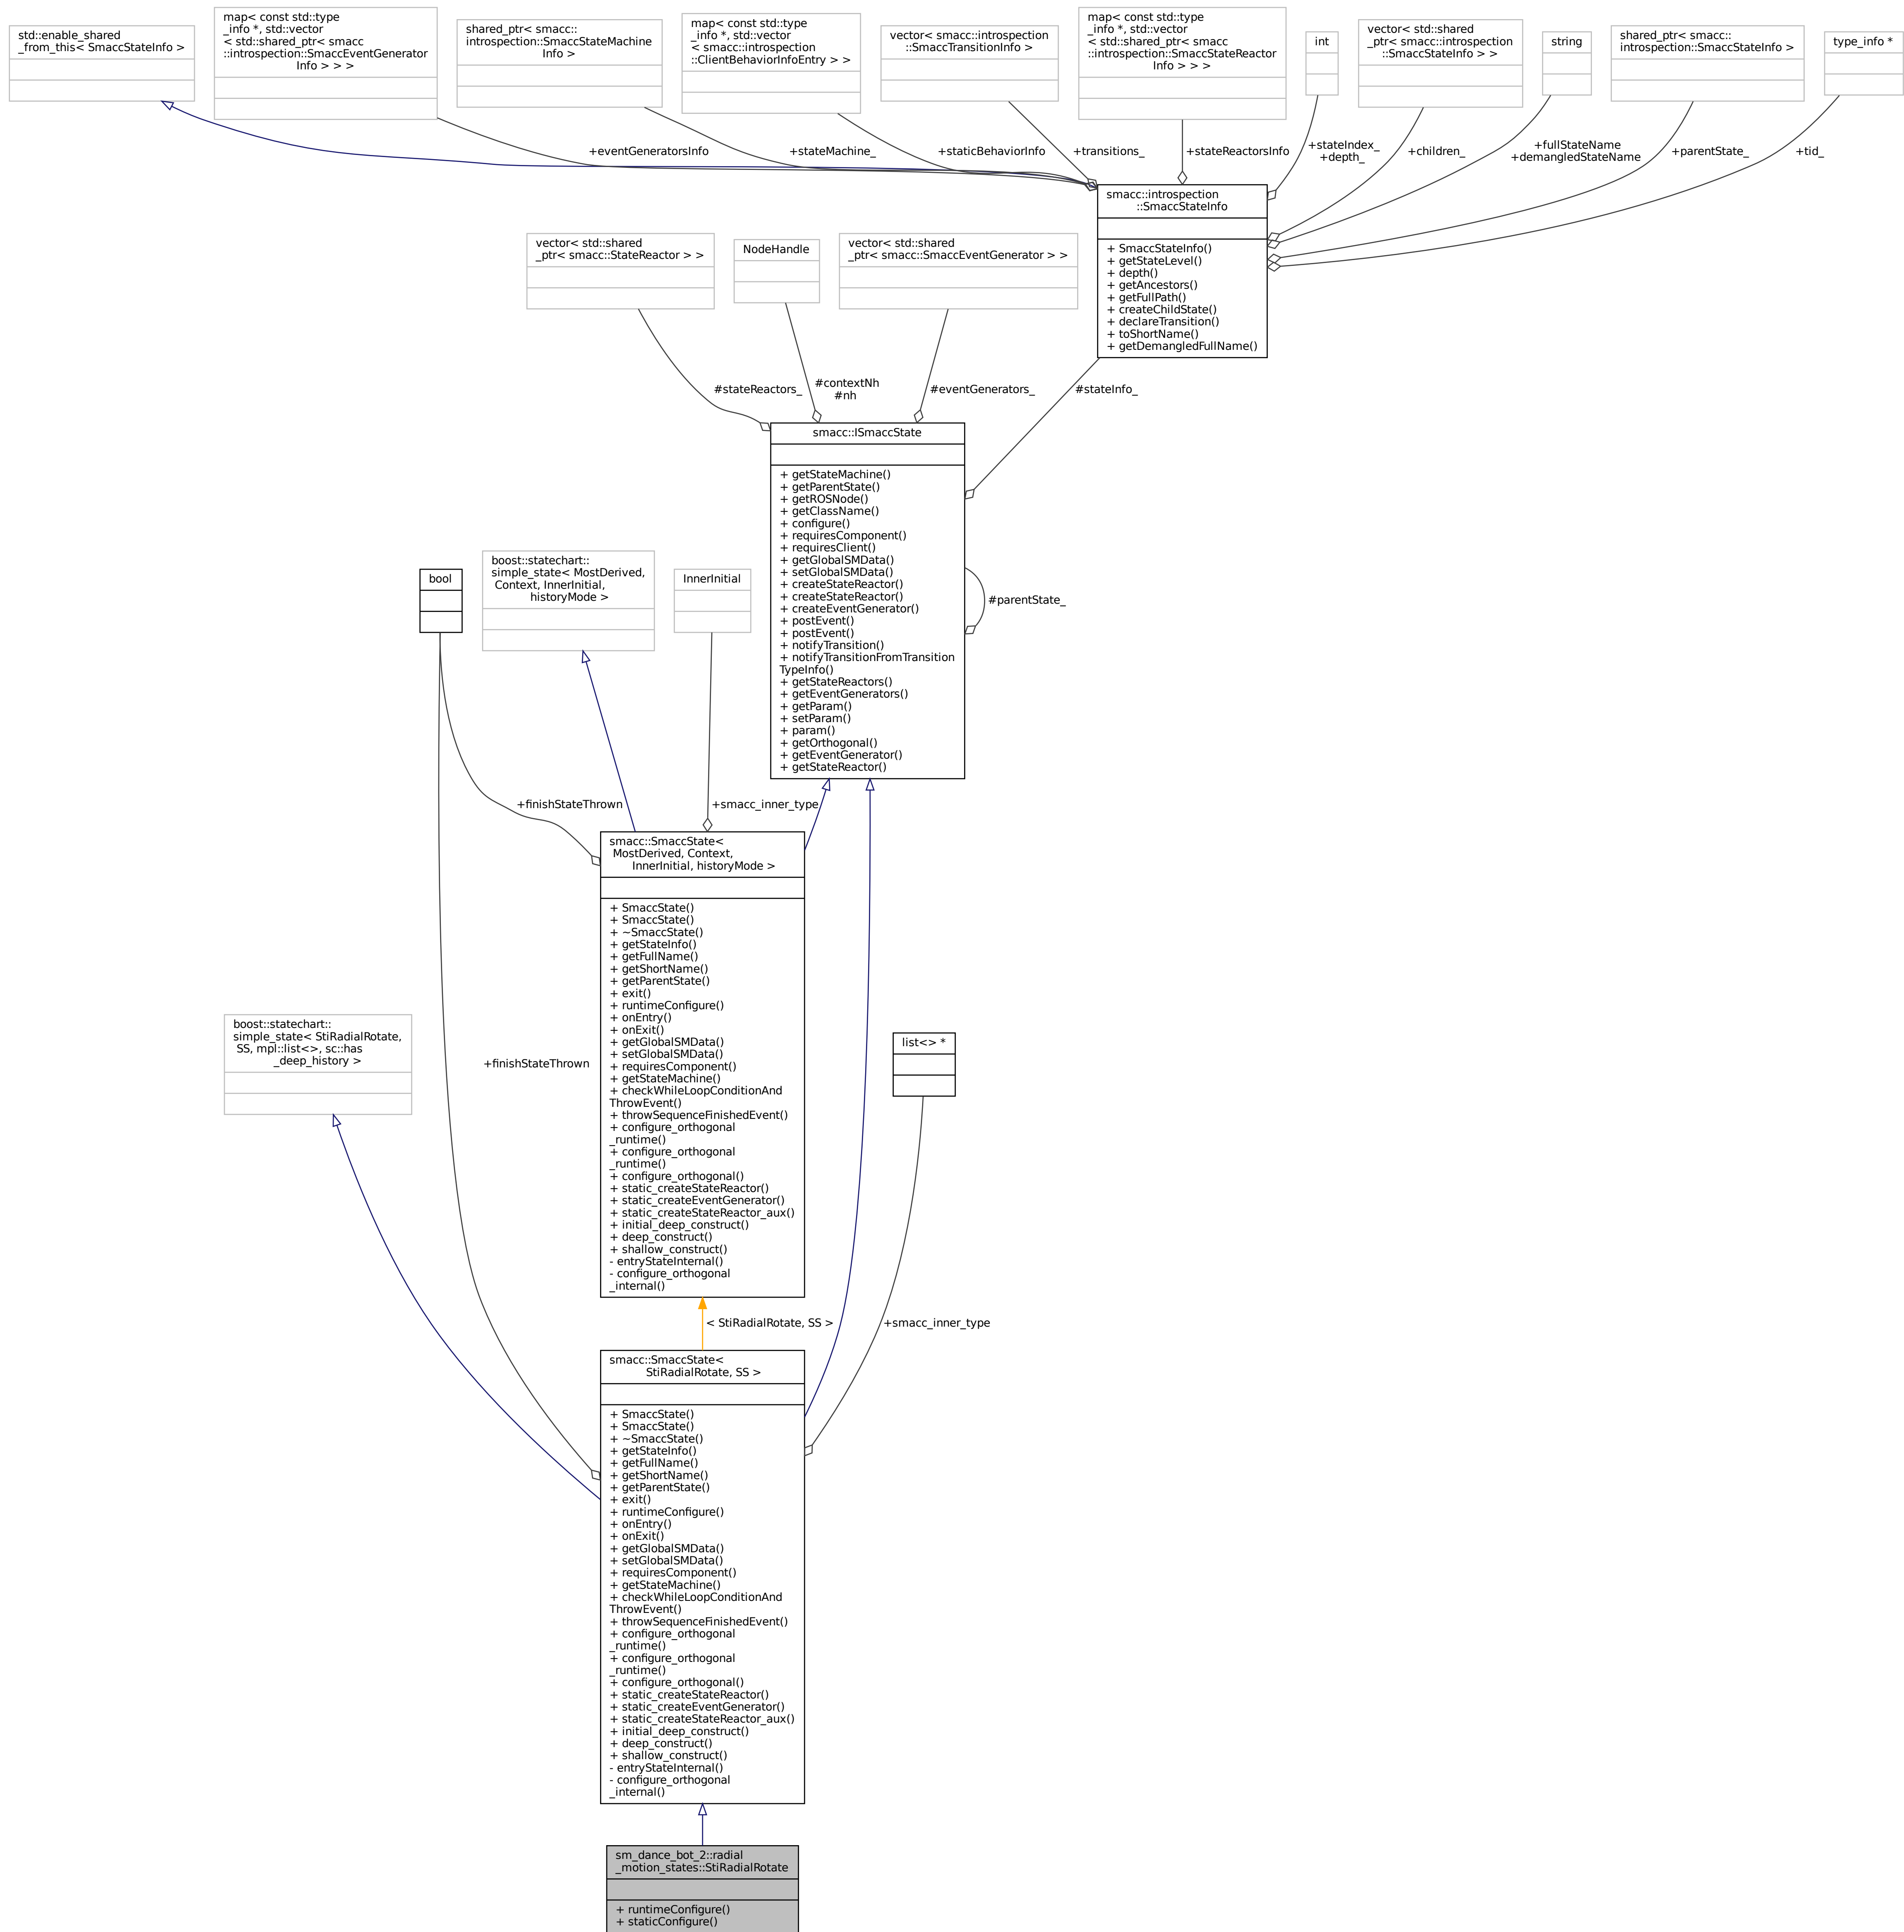 std::enable_shared
_from_this< SmaccStateInfo >
map< const std::type
_info *, std::vector
< std::shared_ptr< smacc
::introspection::SmaccEventGenerator
Info > > >
shared_ptr< smacc::
introspection::SmaccStateMachine
Info >
map< const std::type
_info *, std::vector
< smacc::introspection
::ClientBehaviorInfoEntry > >
vector< smacc::introspection
::SmaccTransitionInfo >
map< const std::type
_info *, std::vector
< std::shared_ptr< smacc
::introspection::SmaccStateReactor
Info > > >
int
vector< std::shared
_ptr< smacc::introspection
::SmaccStateInfo > >
string
shared_ptr< smacc::
introspection::SmaccStateInfo >
type_info *
+eventGeneratorsInfo
+stateMachine_
+staticBehaviorInfo
+transitions_
+stateReactorsInfo
+stateIndex_
+depth_
+children_
+fullStateName
+demangledStateName
+parentState_
+tid_
smacc::introspection
::SmaccStateInfo
+ SmaccStateInfo()
+ getStateLevel()
+ depth()
+ getAncestors()
+ getFullPath()
+ createChildState()
+ declareTransition()
+ toShortName()
+ getDemangledFullName()
vector< std::shared
_ptr< smacc::StateReactor > >
NodeHandle
vector< std::shared
_ptr< smacc::SmaccEventGenerator > >
#stateReactors_
#contextNh
#nh
#eventGenerators_
#stateInfo_
smacc::ISmaccState
+ getStateMachine()
+ getParentState()
+ getROSNode()
+ getClassName()
+ configure()
+ requiresComponent()
+ requiresClient()
+ getGlobalSMData()
+ setGlobalSMData()
+ createStateReactor()
+ createStateReactor()
+ createEventGenerator()
+ postEvent()
+ postEvent()
+ notifyTransition()
+ notifyTransitionFromTransition
TypeInfo()
+ getStateReactors()
+ getEventGenerators()
+ getParam()
+ setParam()
+ param()
+ getOrthogonal()
+ getEventGenerator()
+ getStateReactor()
#parentState_
bool
boost::statechart::
simple_state< MostDerived,
Context, InnerInitial,
historyMode >
InnerInitial
+finishStateThrown
+smacc_inner_type
smacc::SmaccState<
MostDerived, Context,
InnerInitial, historyMode >
+ SmaccState()
+ SmaccState()
+ ~SmaccState()
+ getStateInfo()
+ getFullName()
+ getShortName()
+ getParentState()
+ exit()
+ runtimeConfigure()
+ onEntry()
+ onExit()
+ getGlobalSMData()
+ setGlobalSMData()
+ requiresComponent()
+ getStateMachine()
+ checkWhileLoopConditionAnd
ThrowEvent()
+ throwSequenceFinishedEvent()
+ configure_orthogonal
_runtime()
+ configure_orthogonal
_runtime()
+ configure_orthogonal()
+ static_createStateReactor()
+ static_createEventGenerator()
+ static_createStateReactor_aux()
+ initial_deep_construct()
+ deep_construct()
+ shallow_construct()
- entryStateInternal()
- configure_orthogonal
_internal()
boost::statechart::
simple_state< StiRadialRotate,
SS, mpl::list<>, sc::has
_deep_history >
+finishStateThrown
list<> *
< StiRadialRotate, SS >
+smacc_inner_type
smacc::SmaccState<
StiRadialRotate, SS >
+ SmaccState()
+ SmaccState()
+ ~SmaccState()
+ getStateInfo()
+ getFullName()
+ getShortName()
+ getParentState()
+ exit()
+ runtimeConfigure()
+ onEntry()
+ onExit()
+ getGlobalSMData()
+ setGlobalSMData()
+ requiresComponent()
+ getStateMachine()
+ checkWhileLoopConditionAnd
ThrowEvent()
+ throwSequenceFinishedEvent()
+ configure_orthogonal
_runtime()
+ configure_orthogonal
_runtime()
+ configure_orthogonal()
+ static_createStateReactor()
+ static_createEventGenerator()
+ static_createStateReactor_aux()
+ initial_deep_construct()
+ deep_construct()
+ shallow_construct()
- entryStateInternal()
- configure_orthogonal
_internal()
sm_dance_bot_2::radial
_motion_states::StiRadialRotate
+ runtimeConfigure()
+ staticConfigure()